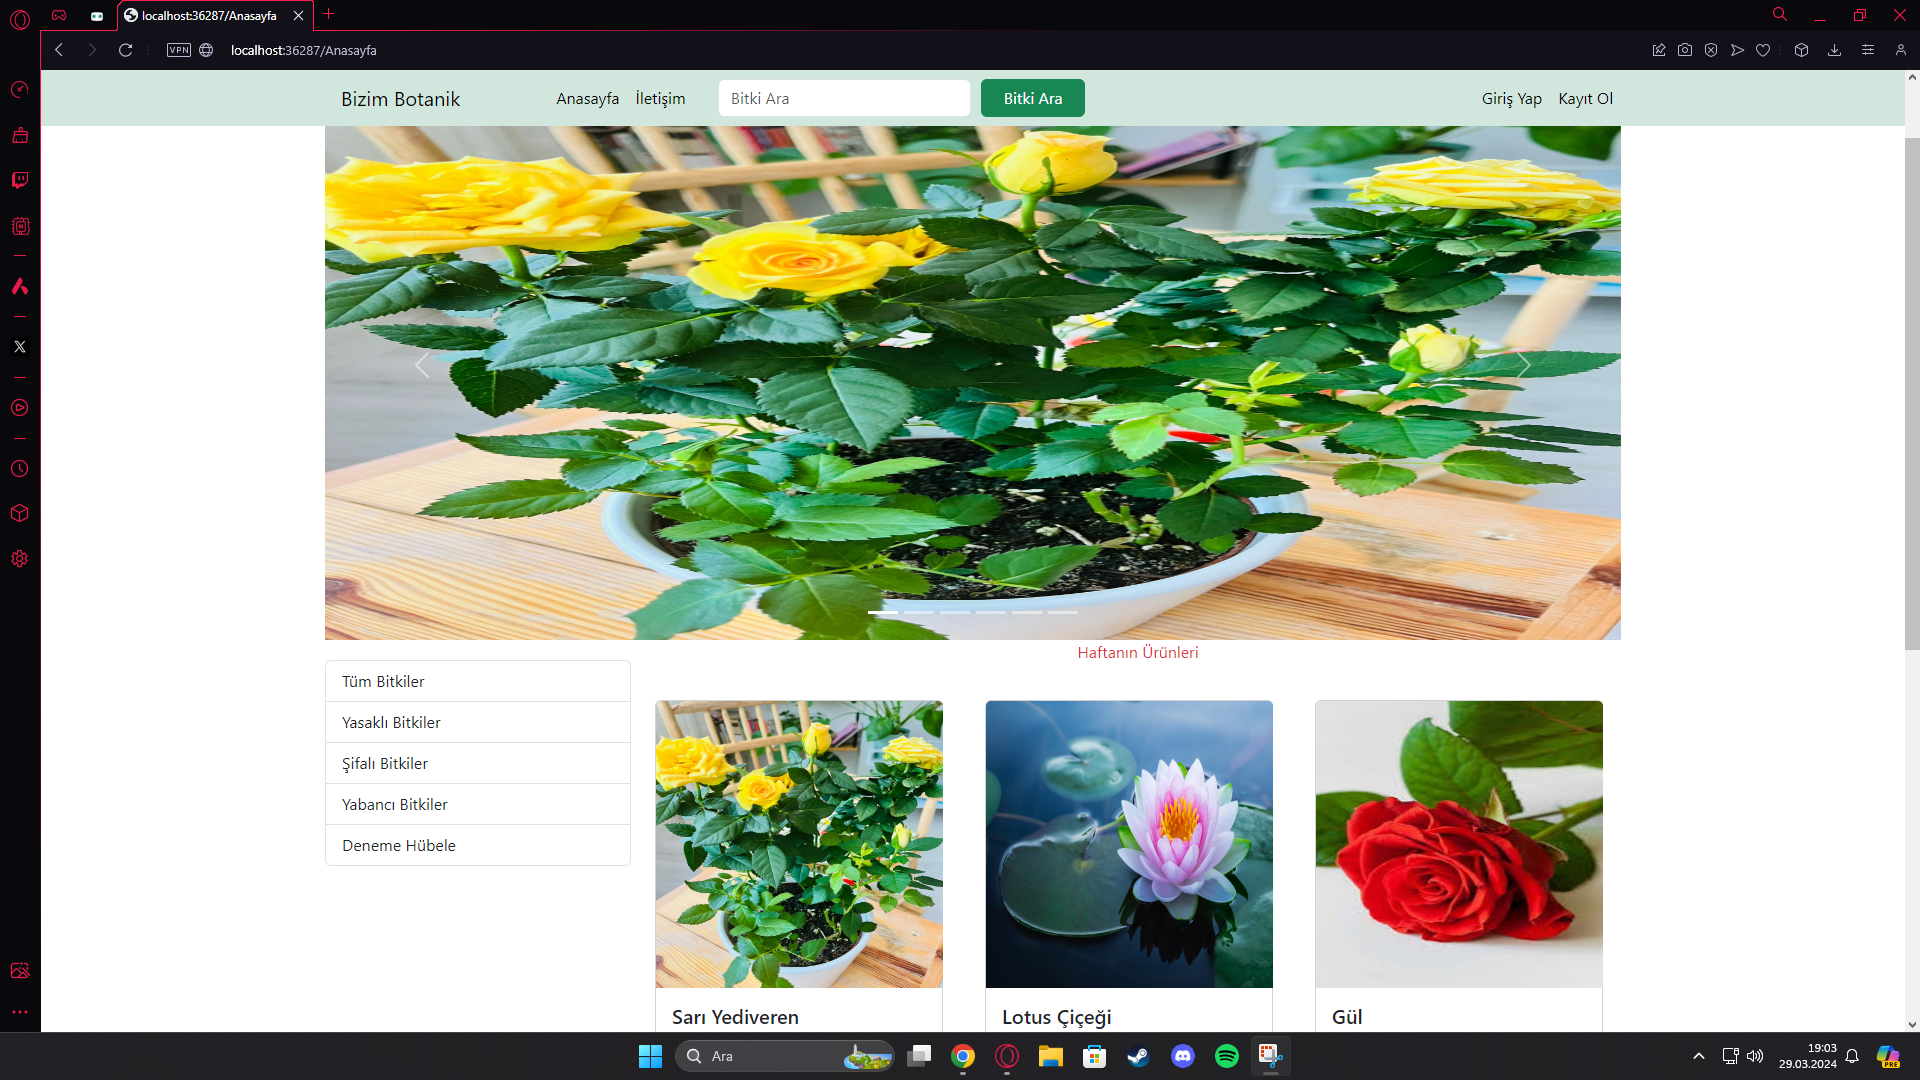 localhost:36287/Anasayfa
VPN
localhost:36287/Anasayfa
Bizim Botanik
Anasayfa
İletişim
Bitki Ara
Bitki Ara
Giriş Yap
Kayıt Ol
Haftanın Ürünleri
Tüm Bitkiler
Yasaklı Bitkiler
Şifalı Bitkiler
Yabancı Bitkiler
Deneme Hübele
Sarı Yediveren
Lotus Çiçeği
Gül
Ara
19:03
29.03.2024
PRE